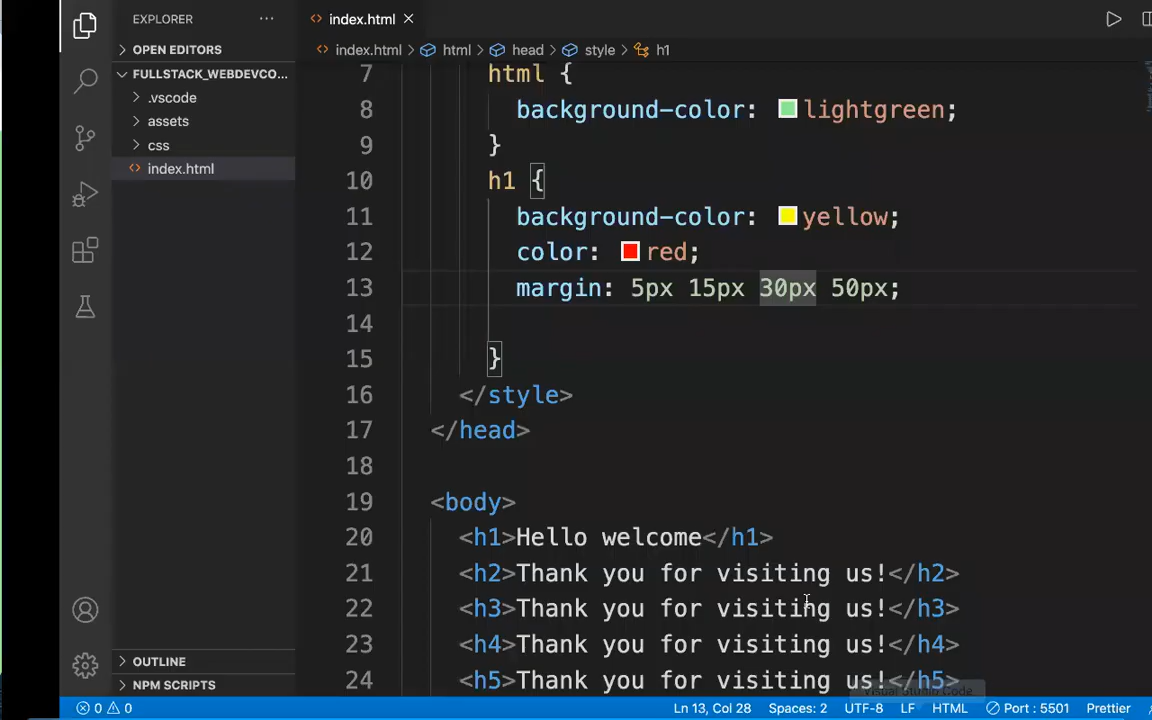 EXPLORER
OPEN EDITORS
FULLSTACK_WEBDEVCO...
.vscode
assets
css
index.html
OUTLINE
NPM SCRIPTS
index.html
index.html > html > head > style > h1
7 html {
8 background-color: lightgreen;
9 }
10 h1 {
11 background-color: yellow;
12 color: red;
13 margin: 5px 15px 30px 50px;
14
15 }
16 </style>
17 </head>
18
19 <body>
20 <h1>Hello welcome</h1>
21 <h2>Thank you for visiting us!</h2>
22 <h3>Thank you for visiting us!</h3>
23 <h4>Thank you for visiting us!</h4>
24 <h5>Thank you for visiting us!</h5>
Visual Studio Code
0 0 Ln 13, Col 28 Spaces: 2 UTF-8 LF HTML Port : 5501 Prettier